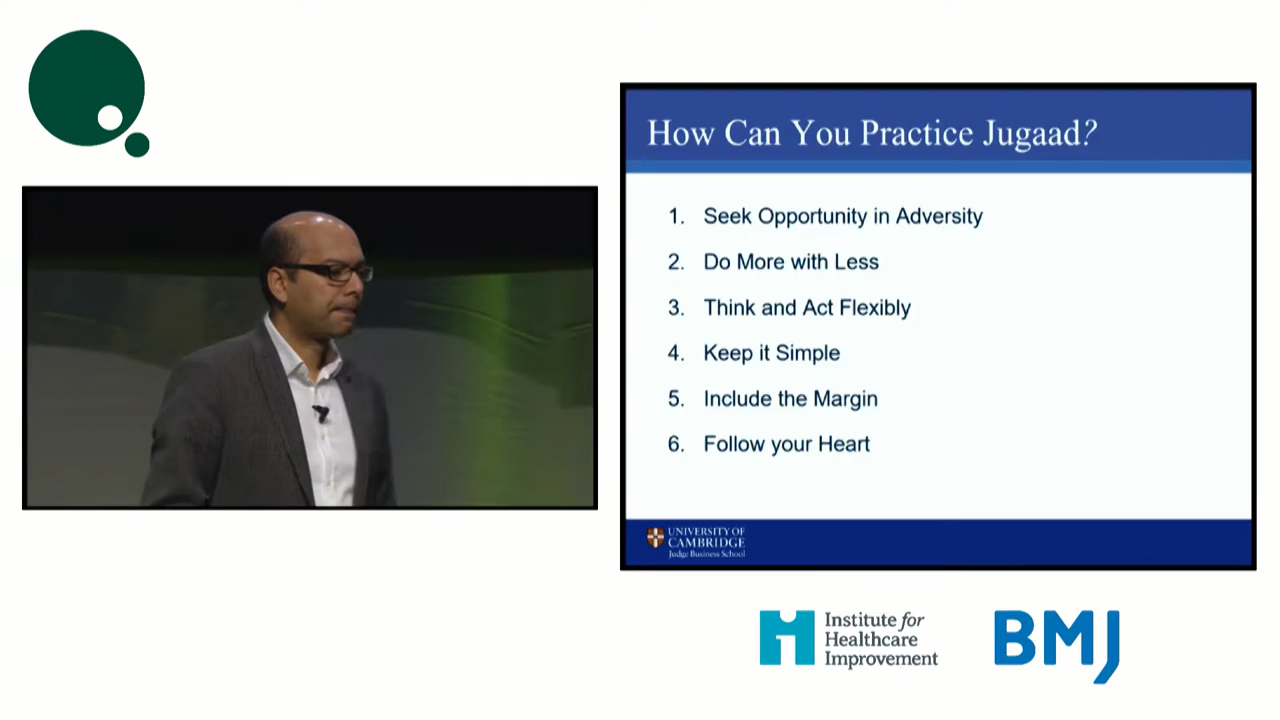 How Can You Practice Jugaad?
1. Seek Opportunity in Adversity
2. Do More with Less
3. Think and Act Flexibly
4. Keep it Simple
5. Include the Margin
6. Follow your Heart
UNIVERSITY OF
CAMBRIDGE
Judge Business School
Institute for
Healthcare
Improvement
BMJ